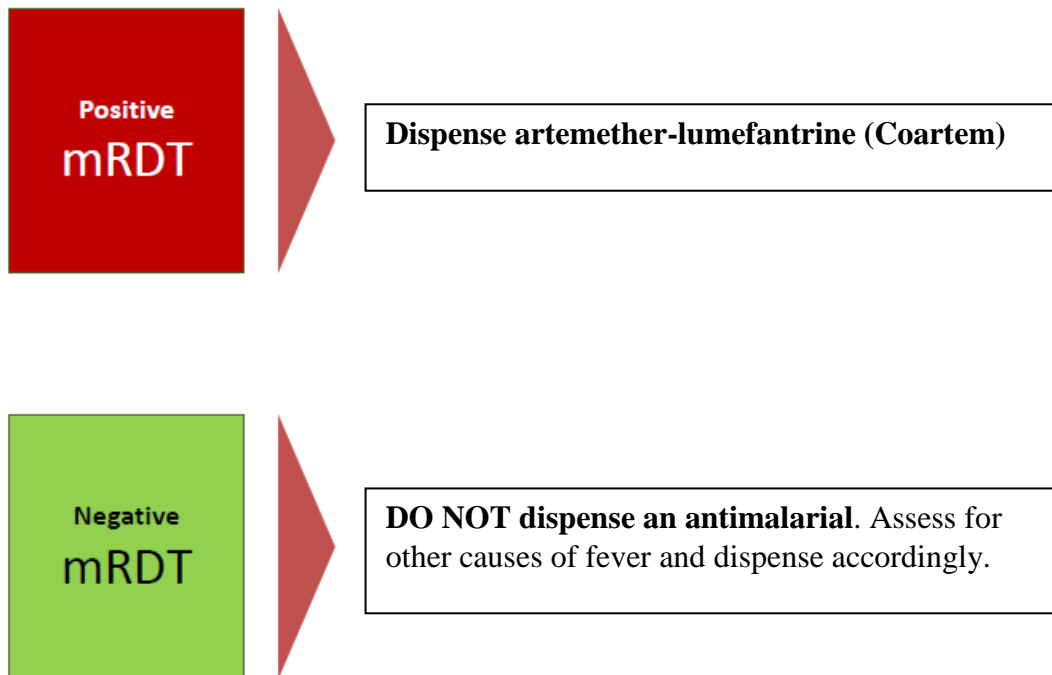 Positive
mRDT
Dispense artemether-lumefantrine (Coartem)
Negative
mRDT
DO NOT dispense an antimalarial. Assess for
other causes of fever and dispense accordingly.